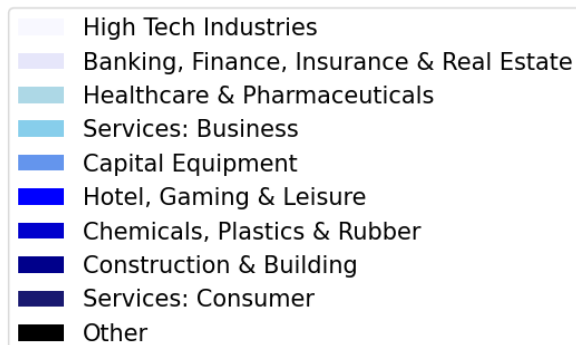 High Tech Industries
Banking, Finance, Insurance & Real Estate
Healthcare & Pharmaceuticals
Services: Business
Capital Equipment
Hotel, Gaming & Leisure
Chemicals, Plastics & Rubber
Construction & Building
Services: Consumer
Other